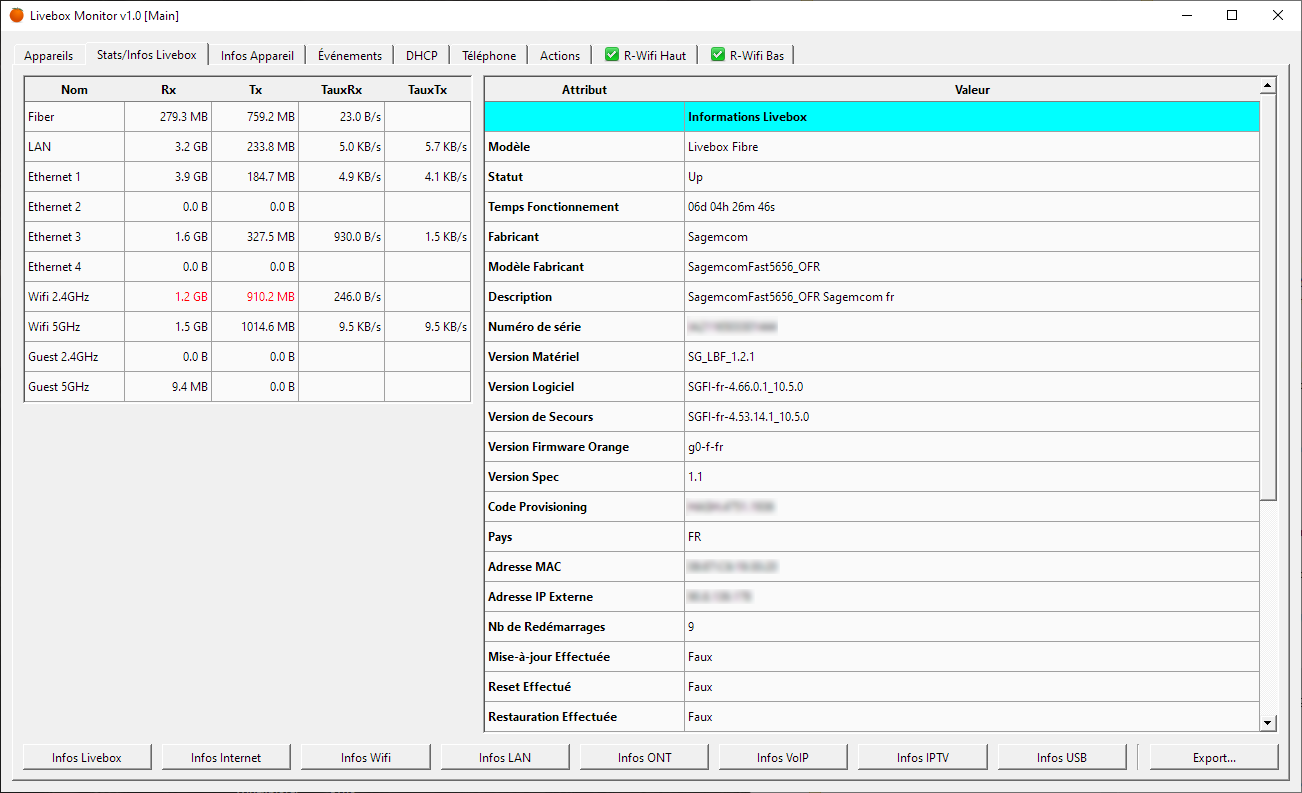 Livebox Monitor v1.0 [Main]
Appareils Stats/Infos Livebox Infos Appareil Événements DHCP Téléphone Actions R-Wifi Haut R-Wifi Bas
Nom Rx Tx TauxRx TauxTx
Fiber 279.3 MB 759.2 MB 23.0 B/s
LAN 3.2 GB 233.8 MB 5.0 KB/s 5.7 KB/s
Ethernet 1 3.9 GB 184.7 MB 4.9 KB/s 4.1 KB/s
Ethernet 2 0.0 B 0.0 B
Ethernet 3 1.6 GB 327.5 MB 930.0 B/s 1.5 KB/s
Ethernet 4 0.0 B 0.0 B
Wifi 2.4GHz 1.2 GB 910.2 MB 246.0 B/s
Wifi 5GHz 1.5 GB 1014.6 MB 9.5 KB/s 9.5 KB/s
Guest 2.4GHz 0.0 B 0.0 B
Guest 5GHz 9.4 MB 0.0 B
Attribut Valeur
Informations Livebox
Modèle Livebox Fibre
Statut Up
Temps Fonctionnement 06d 04h 26m 46s
Fabricant Sagemcom
Modèle Fabricant SagemcomFast5656_OFR
Description SagemcomFast5656_OFR Sagemcom fr
Numéro de série
Version Matériel SG_LBF_1.2.1
Version Logiciel SGFI-fr-4.66.0.1_10.5.0
Version de Secours SGFI-fr-4.53.14.1_10.5.0
Version Firmware Orange g0-f-fr
Version Spec 1.1
Code Provisioning
Pays FR
Adresse MAC
Adresse IP Externe
Nb de Redémarrages 9
Mise-à-jour Effectuée Faux
Reset Effectué Faux
Restauration Effectuée Faux
Infos Livebox Infos Internet Infos Wifi Infos LAN Infos ONT Infos VoIP Infos IPTV Infos USB Export...